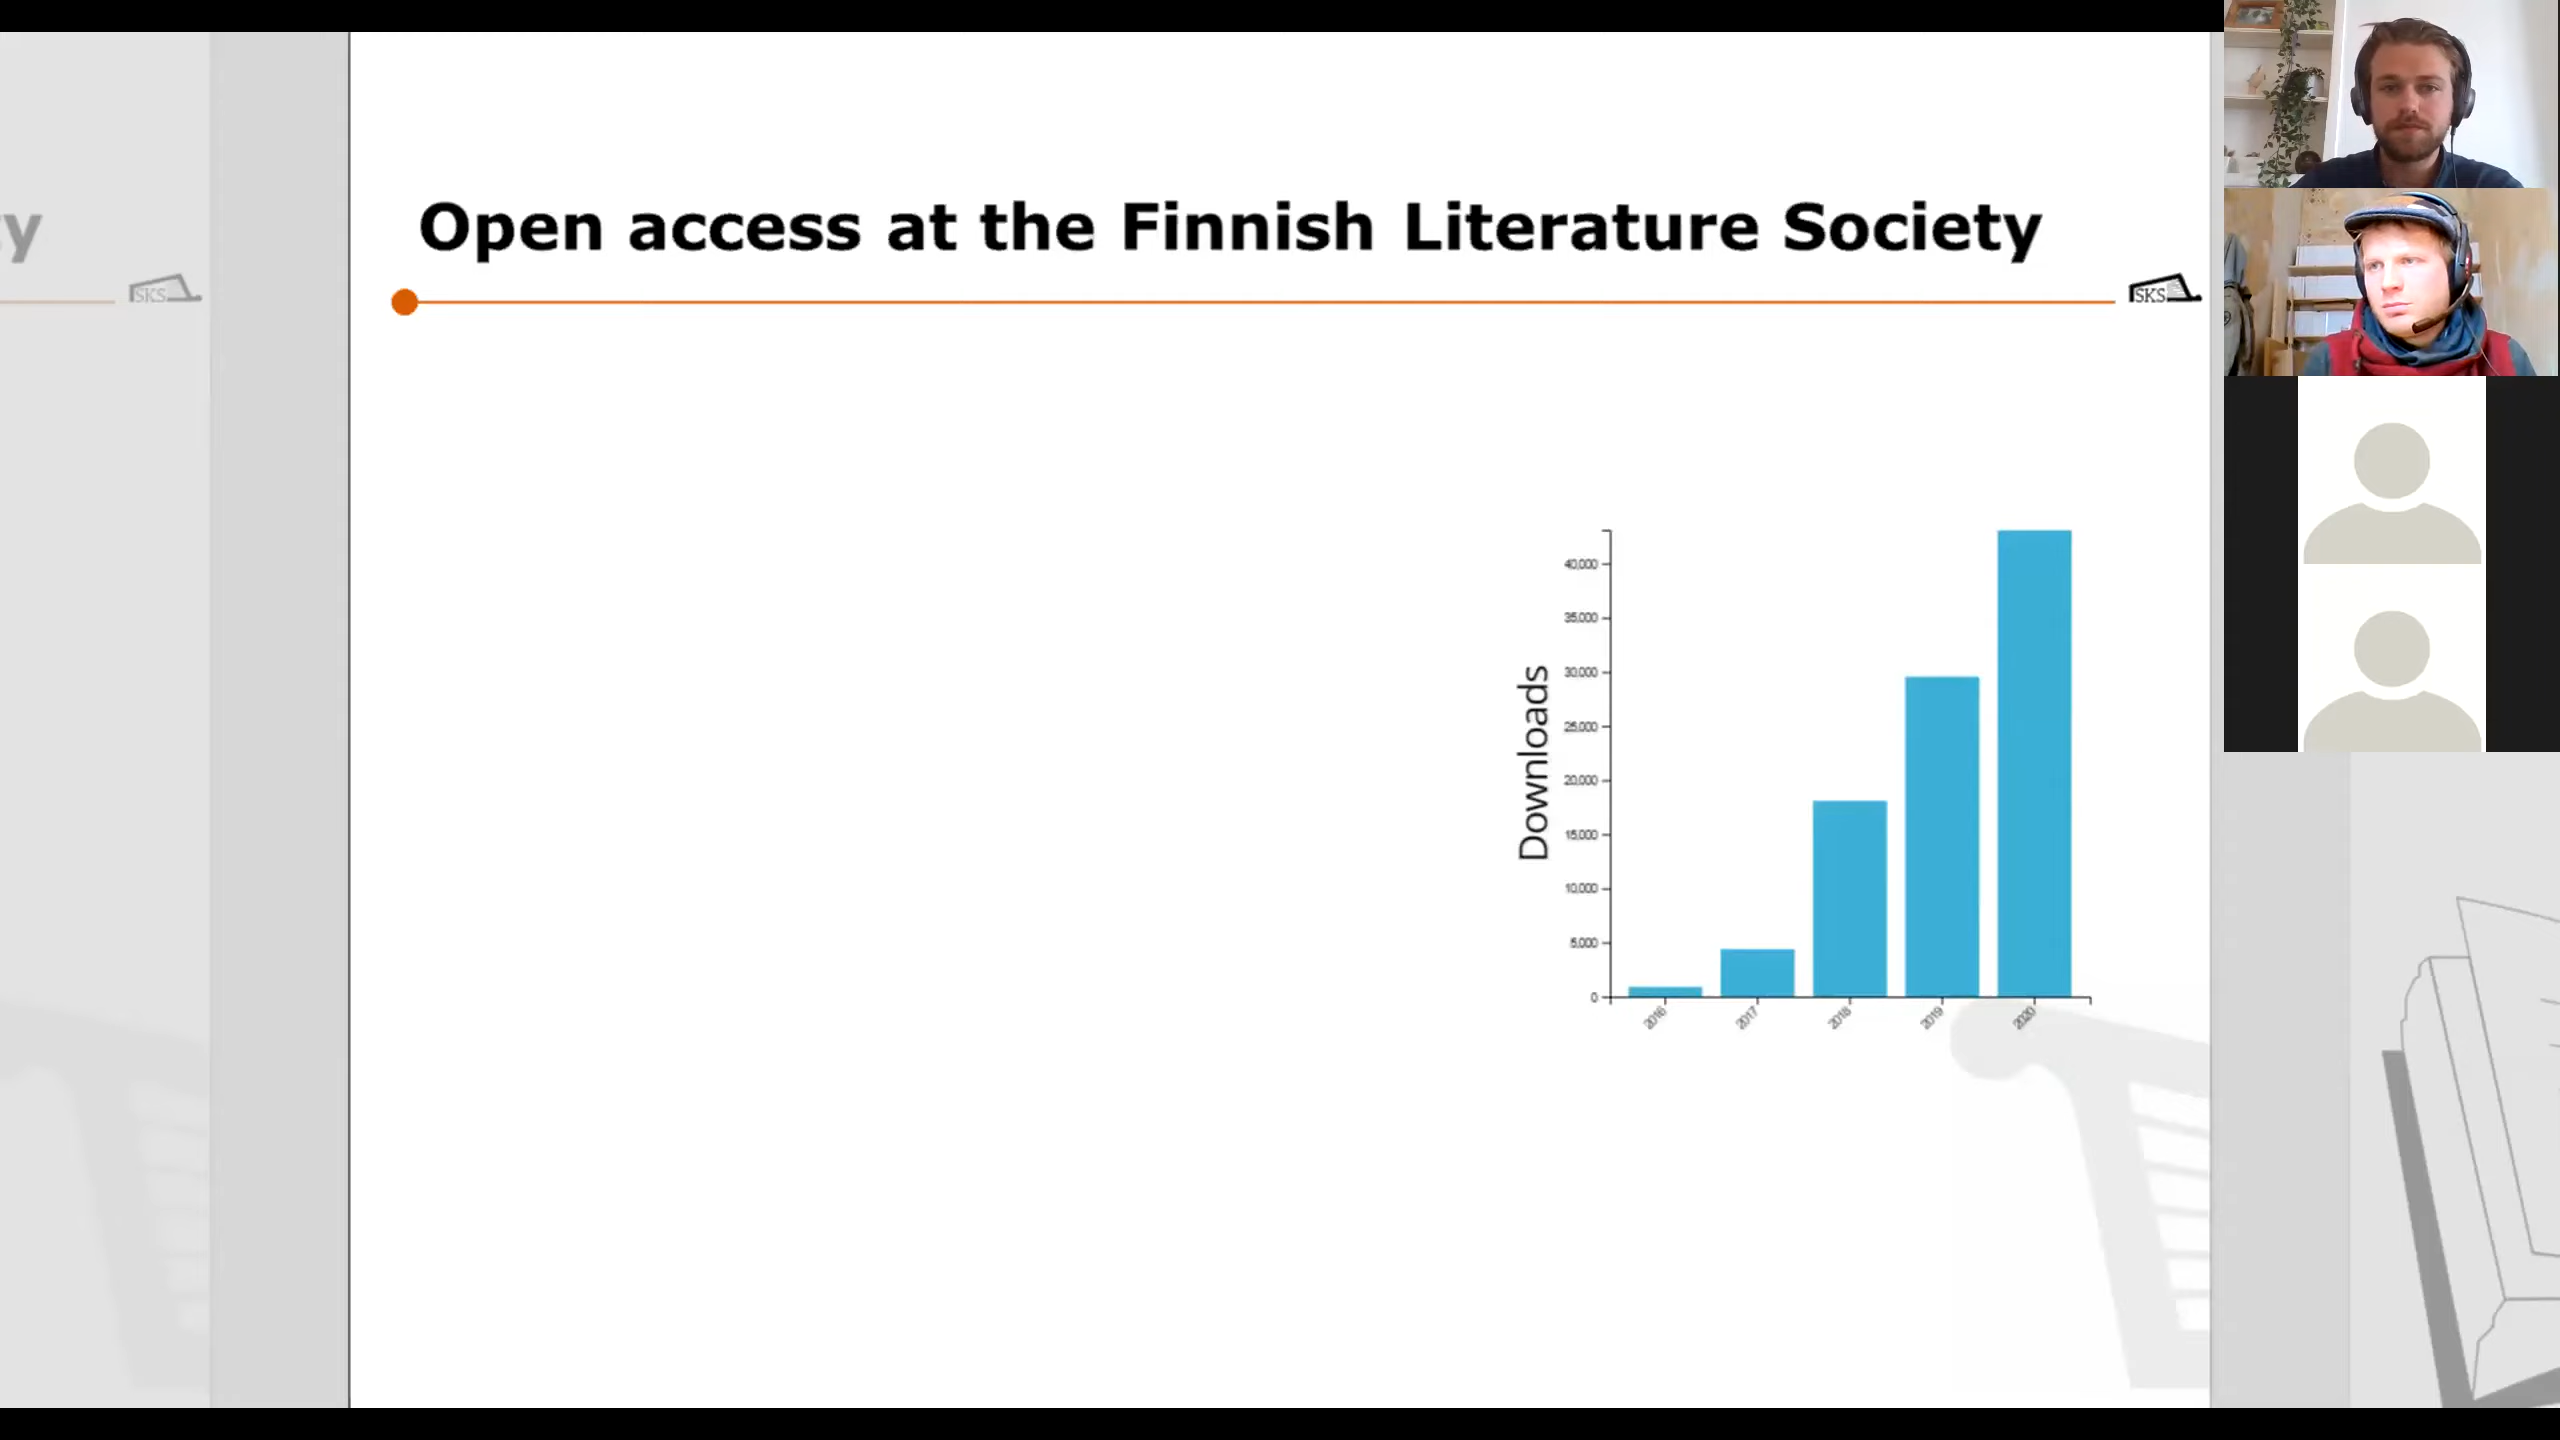 ty
SKS
Open access at the Finnish Literature Society
SKS
Downloads
40,000
35,000
30,000
25,000
20,000
15,000
10,000
5,000
0
2016
2017
2018
2019
2020